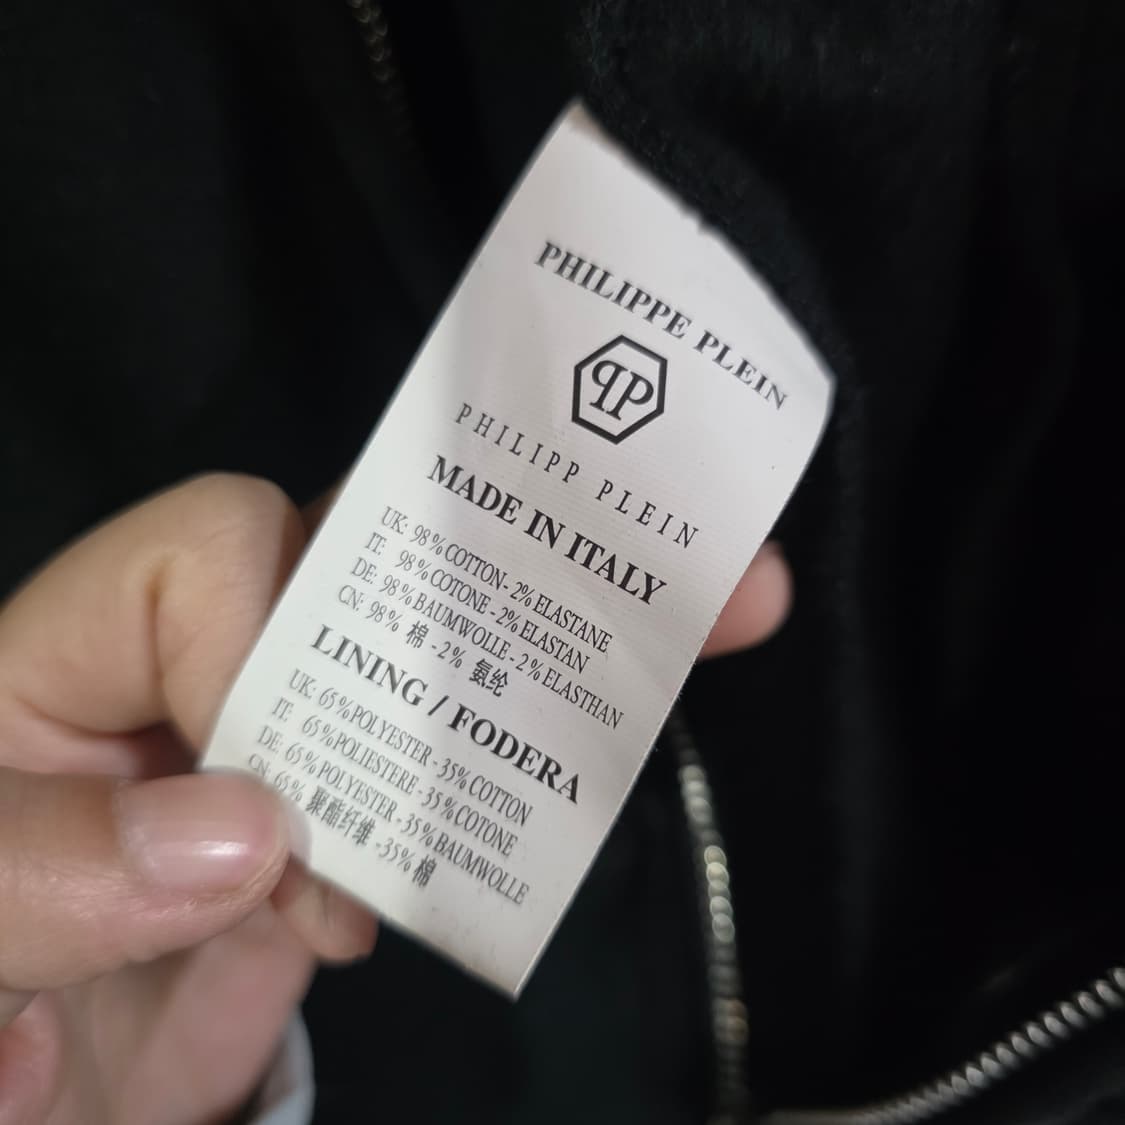 PHILIPPE PLEIN
PP
PHILIPP PLEIN
MADE IN ITALY
UK: 98%COTTON- 2% ELASTANE
IT: 98%COTONE - 2% ELASTAN
DE: 98%BAUMWOLLE - 2% ELASTHAN
CN: 98% 棉 -2% 氨纶
LINING / FODERA
UK: 65%POLYESTER - 35% COTTON
IT: 65%POLIESTERE - 35% COTONE
DE: 65%POLYESTER - 35% BAUMWOLLE
CN: 65% 聚酯纤维 -35% 棉